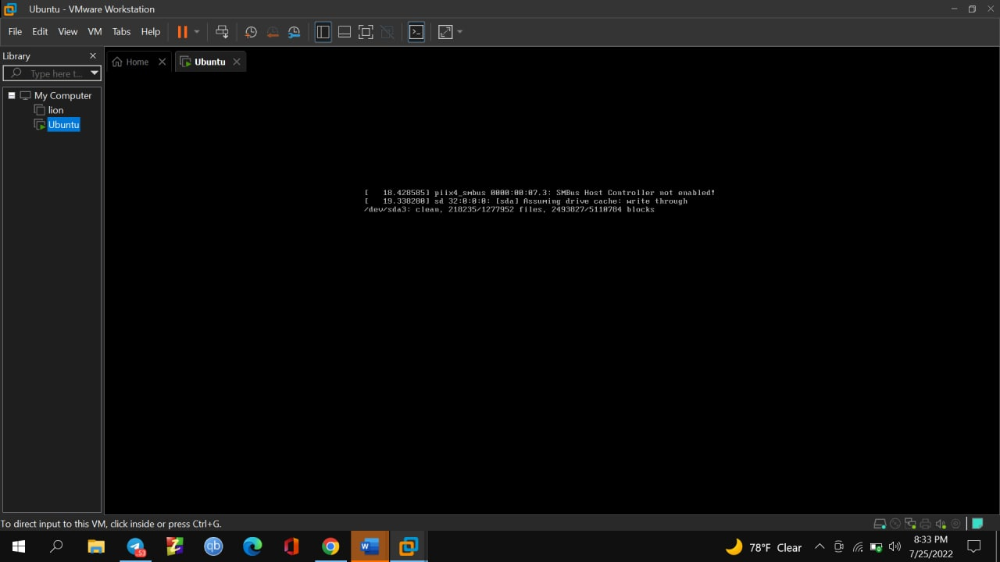 Ubuntu - VMware Workstation
File Edit View VM Tabs Help
Library
Home
Ubuntu
Type here t...
My Computer
lion
Ubuntu
[   18.428585] piix4_smbus 0000:00:07.3: SMBus Host Controller not enabled!
[   19.338280] sd 32:0:0:0: [sda] Assuming drive cache: write through
/dev/sda3: clean, 218235/1277952 files, 2493827/5110784 blocks
To direct input to this VM, click inside or press Ctrl+G.
53
qb
W
78°F Clear
8:33 PM
7/25/2022